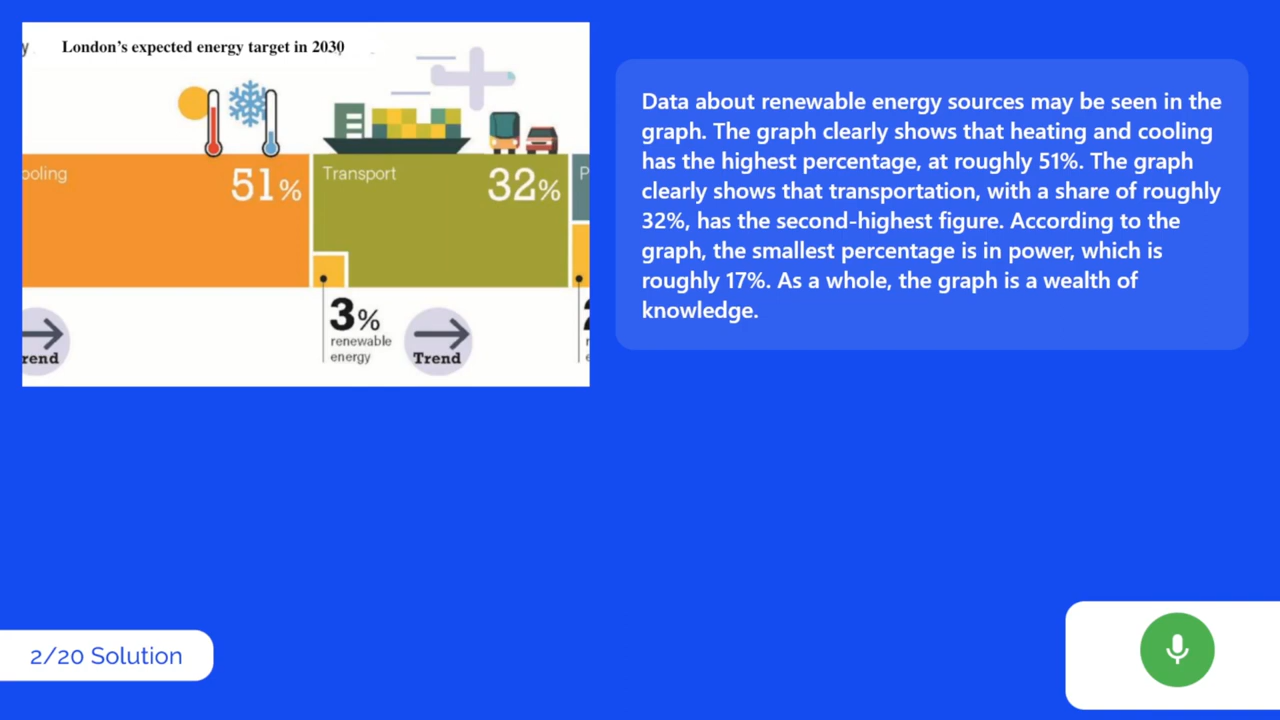 London's expected energy target in 2030
ooling
51%
Transport
32%
P
3%
renewable
energy
Trend
rend
Data about renewable energy sources may be seen in the
graph. The graph clearly shows that heating and cooling
has the highest percentage, at roughly 51%. The graph
clearly shows that transportation, with a share of roughly
32%, has the second-highest figure. According to the
graph, the smallest percentage is in power, which is
roughly 17%. As a whole, the graph is a wealth of
knowledge.
2/20 Solution